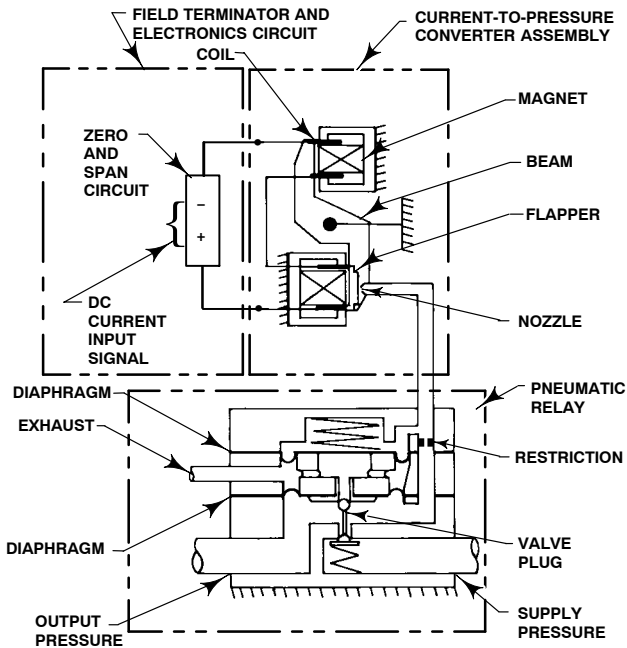 FIELD TERMINATOR AND
ELECTRONICS CIRCUIT
COIL
CURRENT-TO-PRESSURE
CONVERTER ASSEMBLY
MAGNET
ZERO
AND
SPAN
CIRCUIT
BEAM
FLAPPER
−
+
DC
CURRENT
INPUT
SIGNAL
NOZZLE
DIAPHRAGM
PNEUMATIC
RELAY
EXHAUST
RESTRICTION
DIAPHRAGM
VALVE
PLUG
OUTPUT
PRESSURE
SUPPLY
PRESSURE